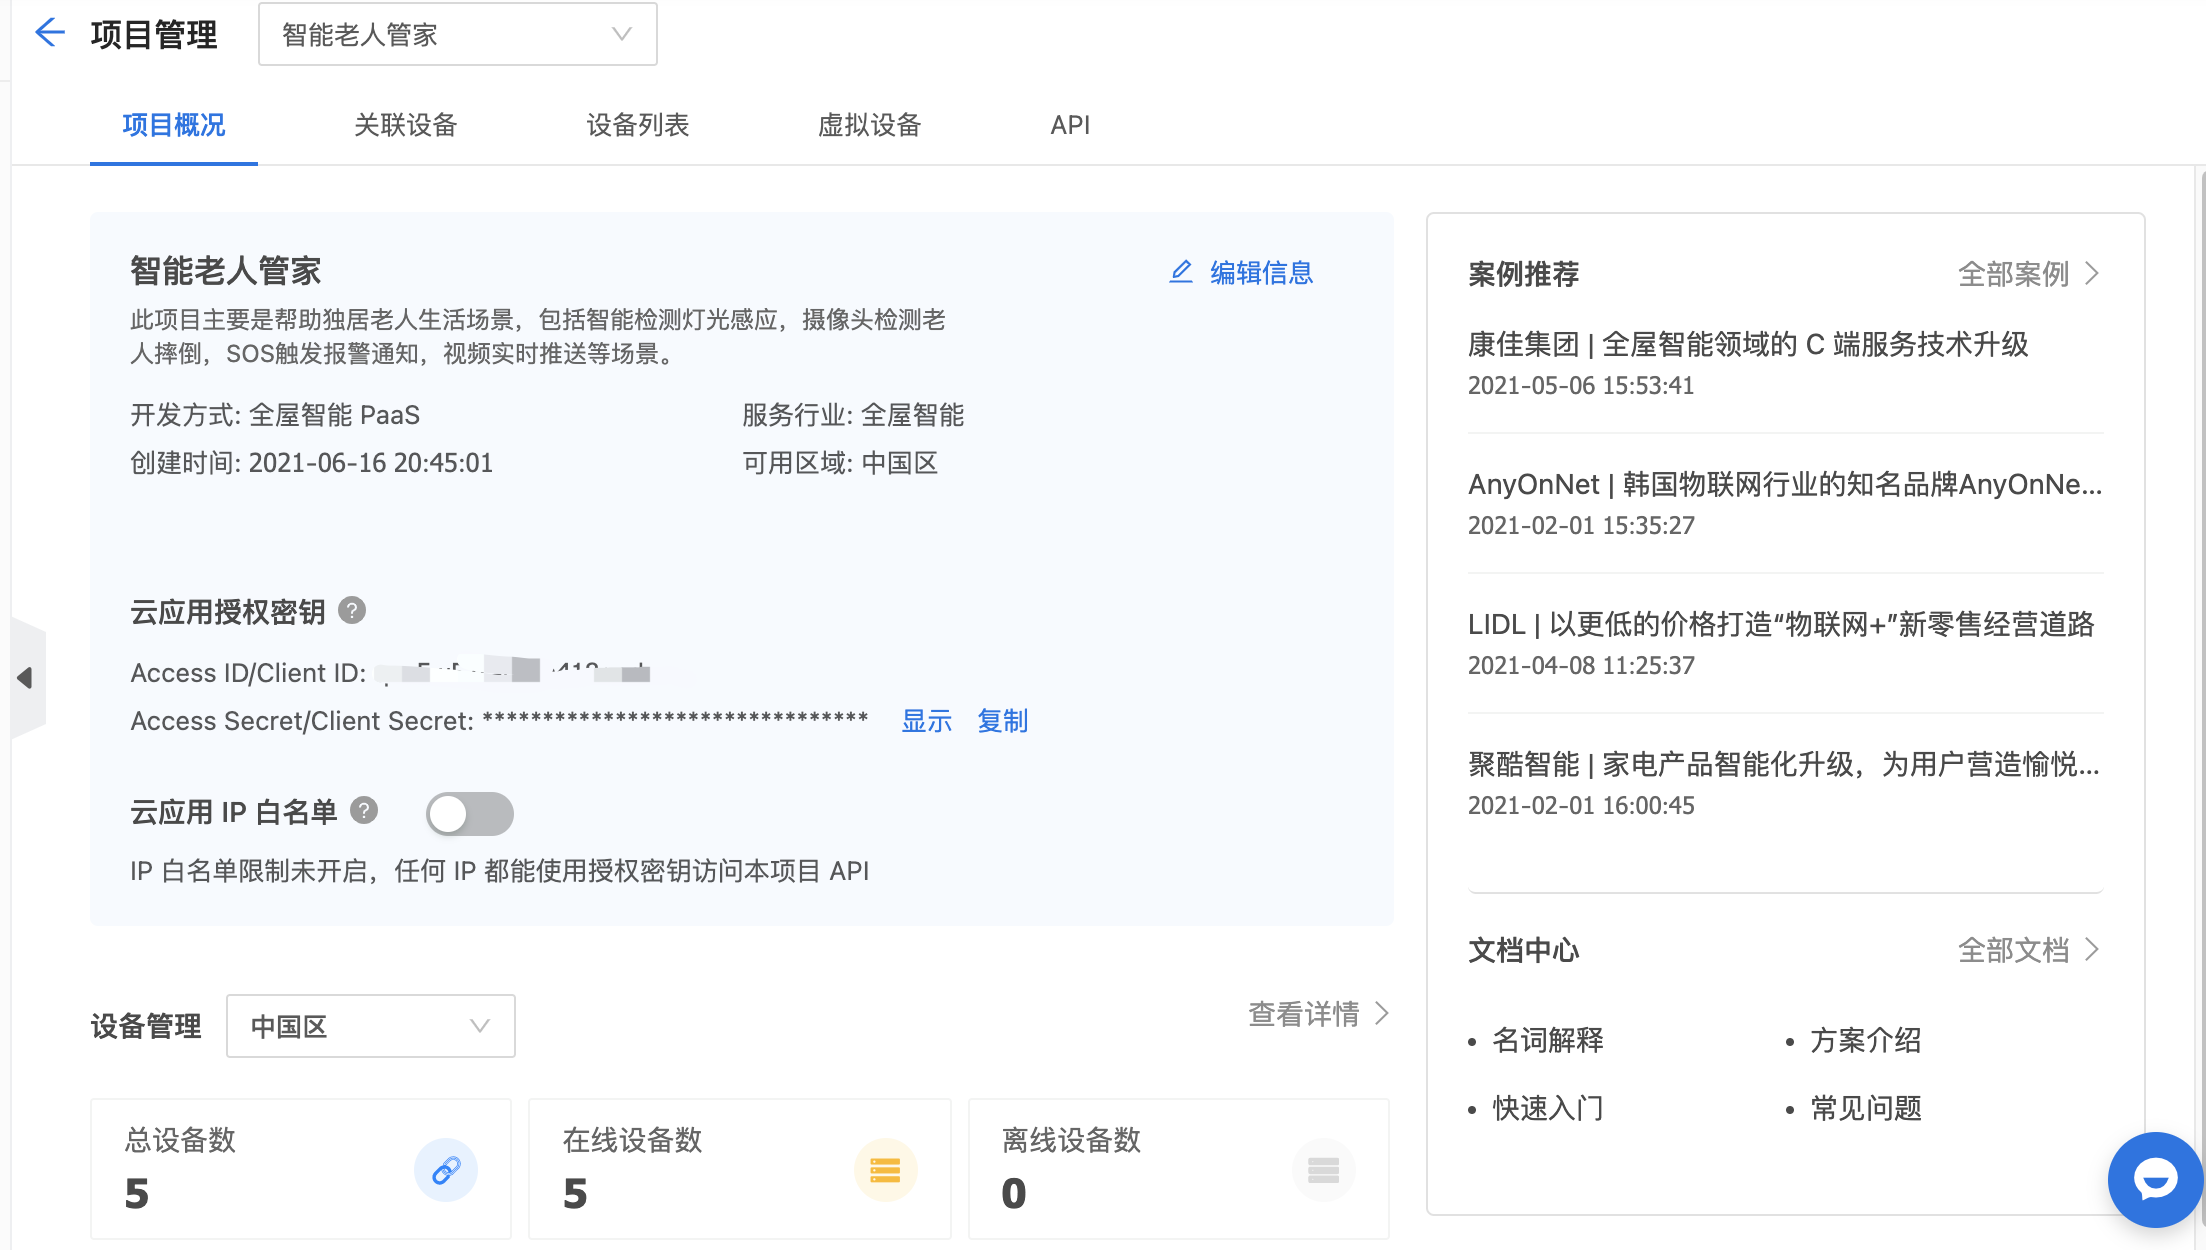 项目管理
智能老人管家
项目概况
关联设备
设备列表
虚拟设备
API
智能老人管家
编辑信息
此项目主要是帮助独居老人生活场景，包括智能检测灯光感应，摄像头检测老
人摔倒，SOS触发报警通知，视频实时推送等场景。
开发方式: 全屋智能 PaaS
服务行业: 全屋智能
创建时间: 2021-06-16 20:45:01
可用区域: 中国区
云应用授权密钥 ?
Access ID/Client ID:
Access Secret/Client Secret: ******************************** 显示 复制
云应用 IP 白名单 ?
IP 白名单限制未开启，任何 IP 都能使用授权密钥访问本项目 API
设备管理
中国区
查看详情
总设备数
5
在线设备数
5
离线设备数
0
案例推荐
全部案例
康佳集团 | 全屋智能领域的 C 端服务技术升级
2021-05-06 15:53:41
AnyOnNet | 韩国物联网行业的知名品牌AnyOnNe...
2021-02-01 15:35:27
LIDL | 以更低的价格打造“物联网+”新零售经营道路
2021-04-08 11:25:37
聚酷智能 | 家电产品智能化升级，为用户营造愉悦...
2021-02-01 16:00:45
文档中心
全部文档
• 名词解释
• 方案介绍
• 快速入门
• 常见问题